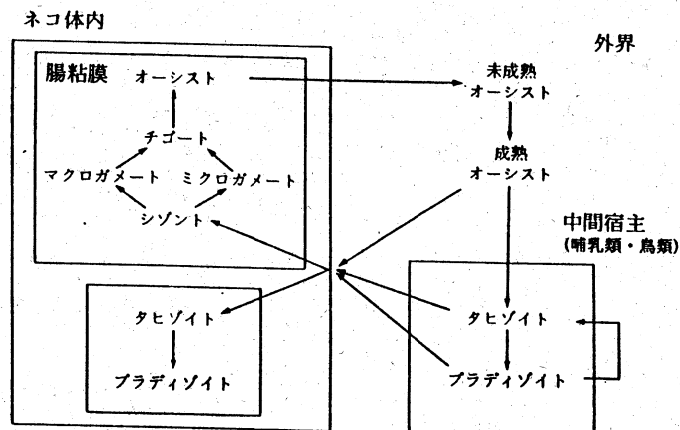 ネコ体内
外界
腸粘膜
オーシスト
未成熟
オーシスト
チゴート
成熟
オーシスト
マクロガメート
ミクロガメート
シゾント
中間宿主
(哺乳類・鳥類)
タヒゾイト
タヒゾイト
ブラディゾイト
ブラディゾイト